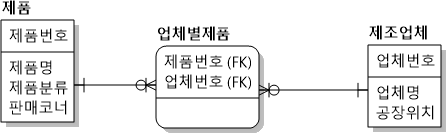 제품
제품번호
제품명
제품분류
판매코너
업체별제품
제품번호 (FK)
업체번호 (FK)
제조업체
업체번호
업체명
공장위치